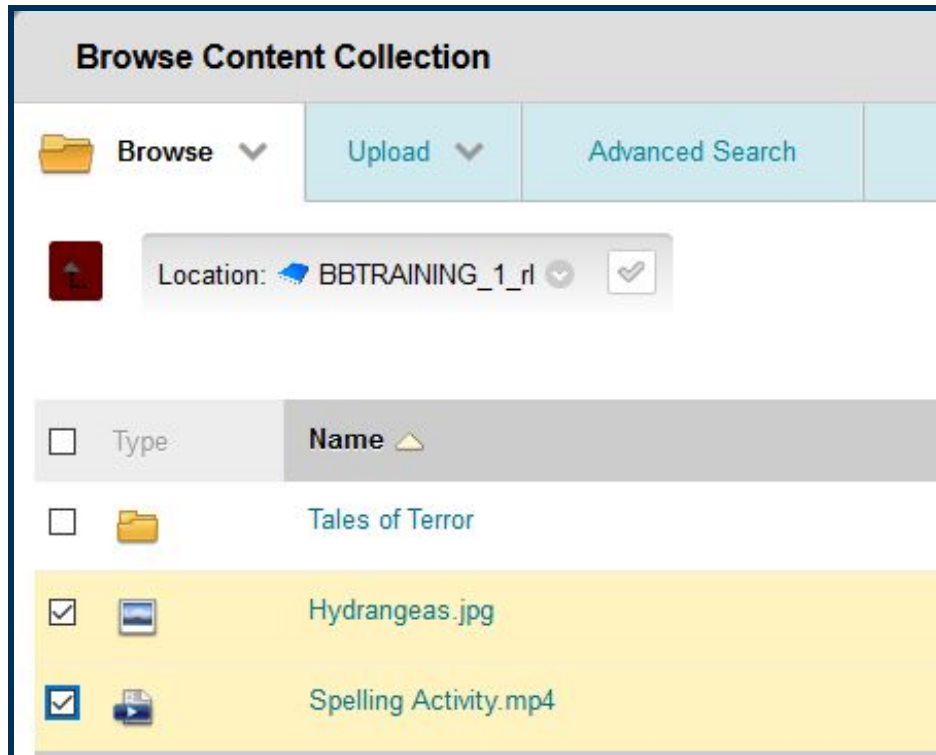 Browse Content Collection
Browse Upload Advanced Search
Location: BBTRAINING_1_rl
Type Name
Tales of Terror
Hydrangeas.jpg
Spelling Activity.mp4